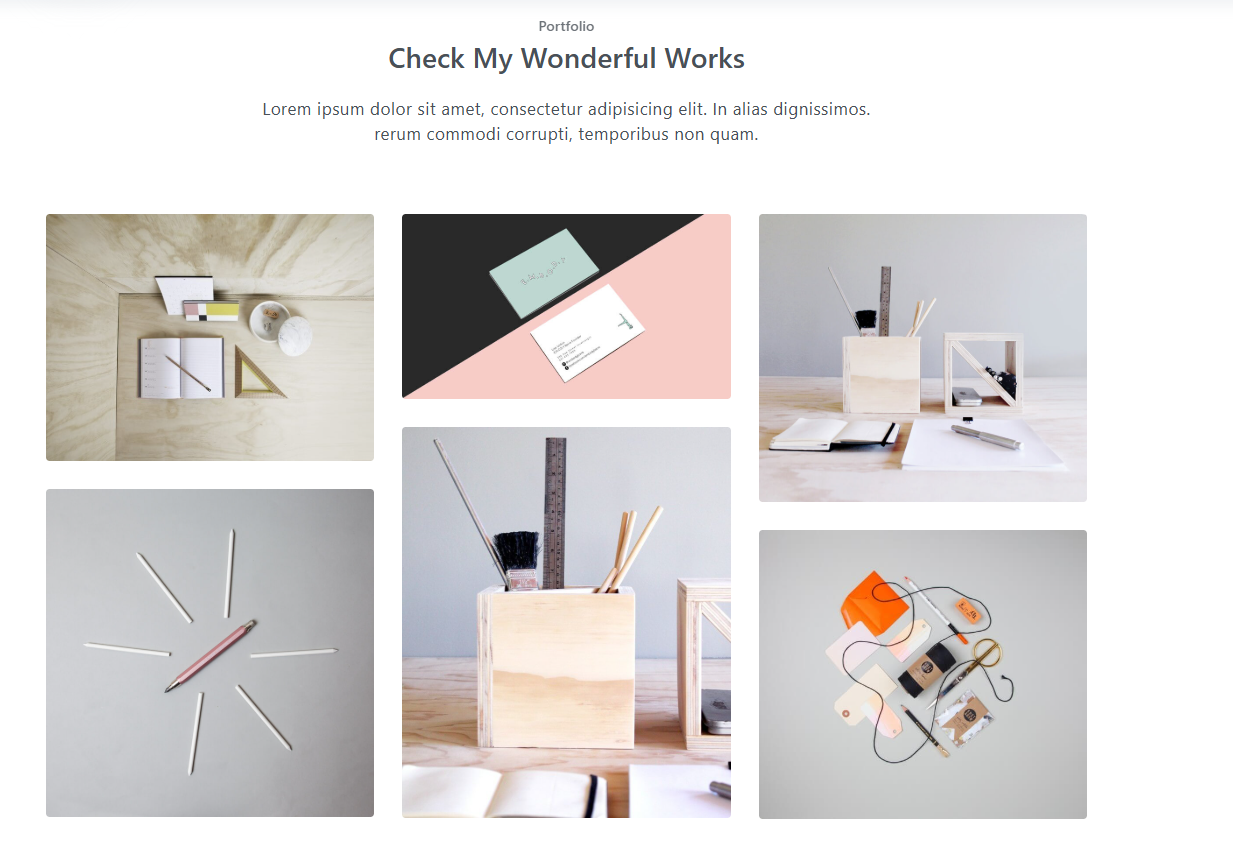 Portfolio
Check My Wonderful Works
Lorem ipsum dolor sit amet, consectetur adipisicing elit. In alias dignissimos.
rerum commodi corrupti, temporibus non quam.